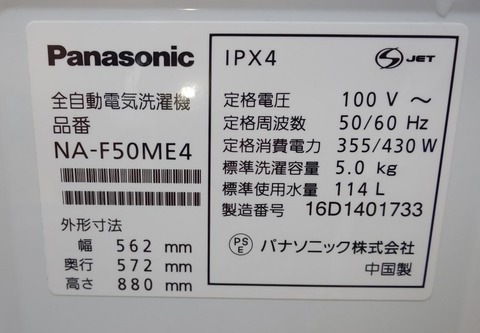 Panasonic
全自動電気洗濯機
品番
NA-F50ME4
外形寸法
幅 562 mm
奥行 572 mm
高さ 880 mm
IPX4
S JET
定格電圧 100 V ～
定格周波数 50/60 Hz
定格消費電力 355/430 W
標準洗濯容量 5.0 kg
標準使用水量 114 L
製造番号 16D1401733
PS E パナソニック株式会社
中国製